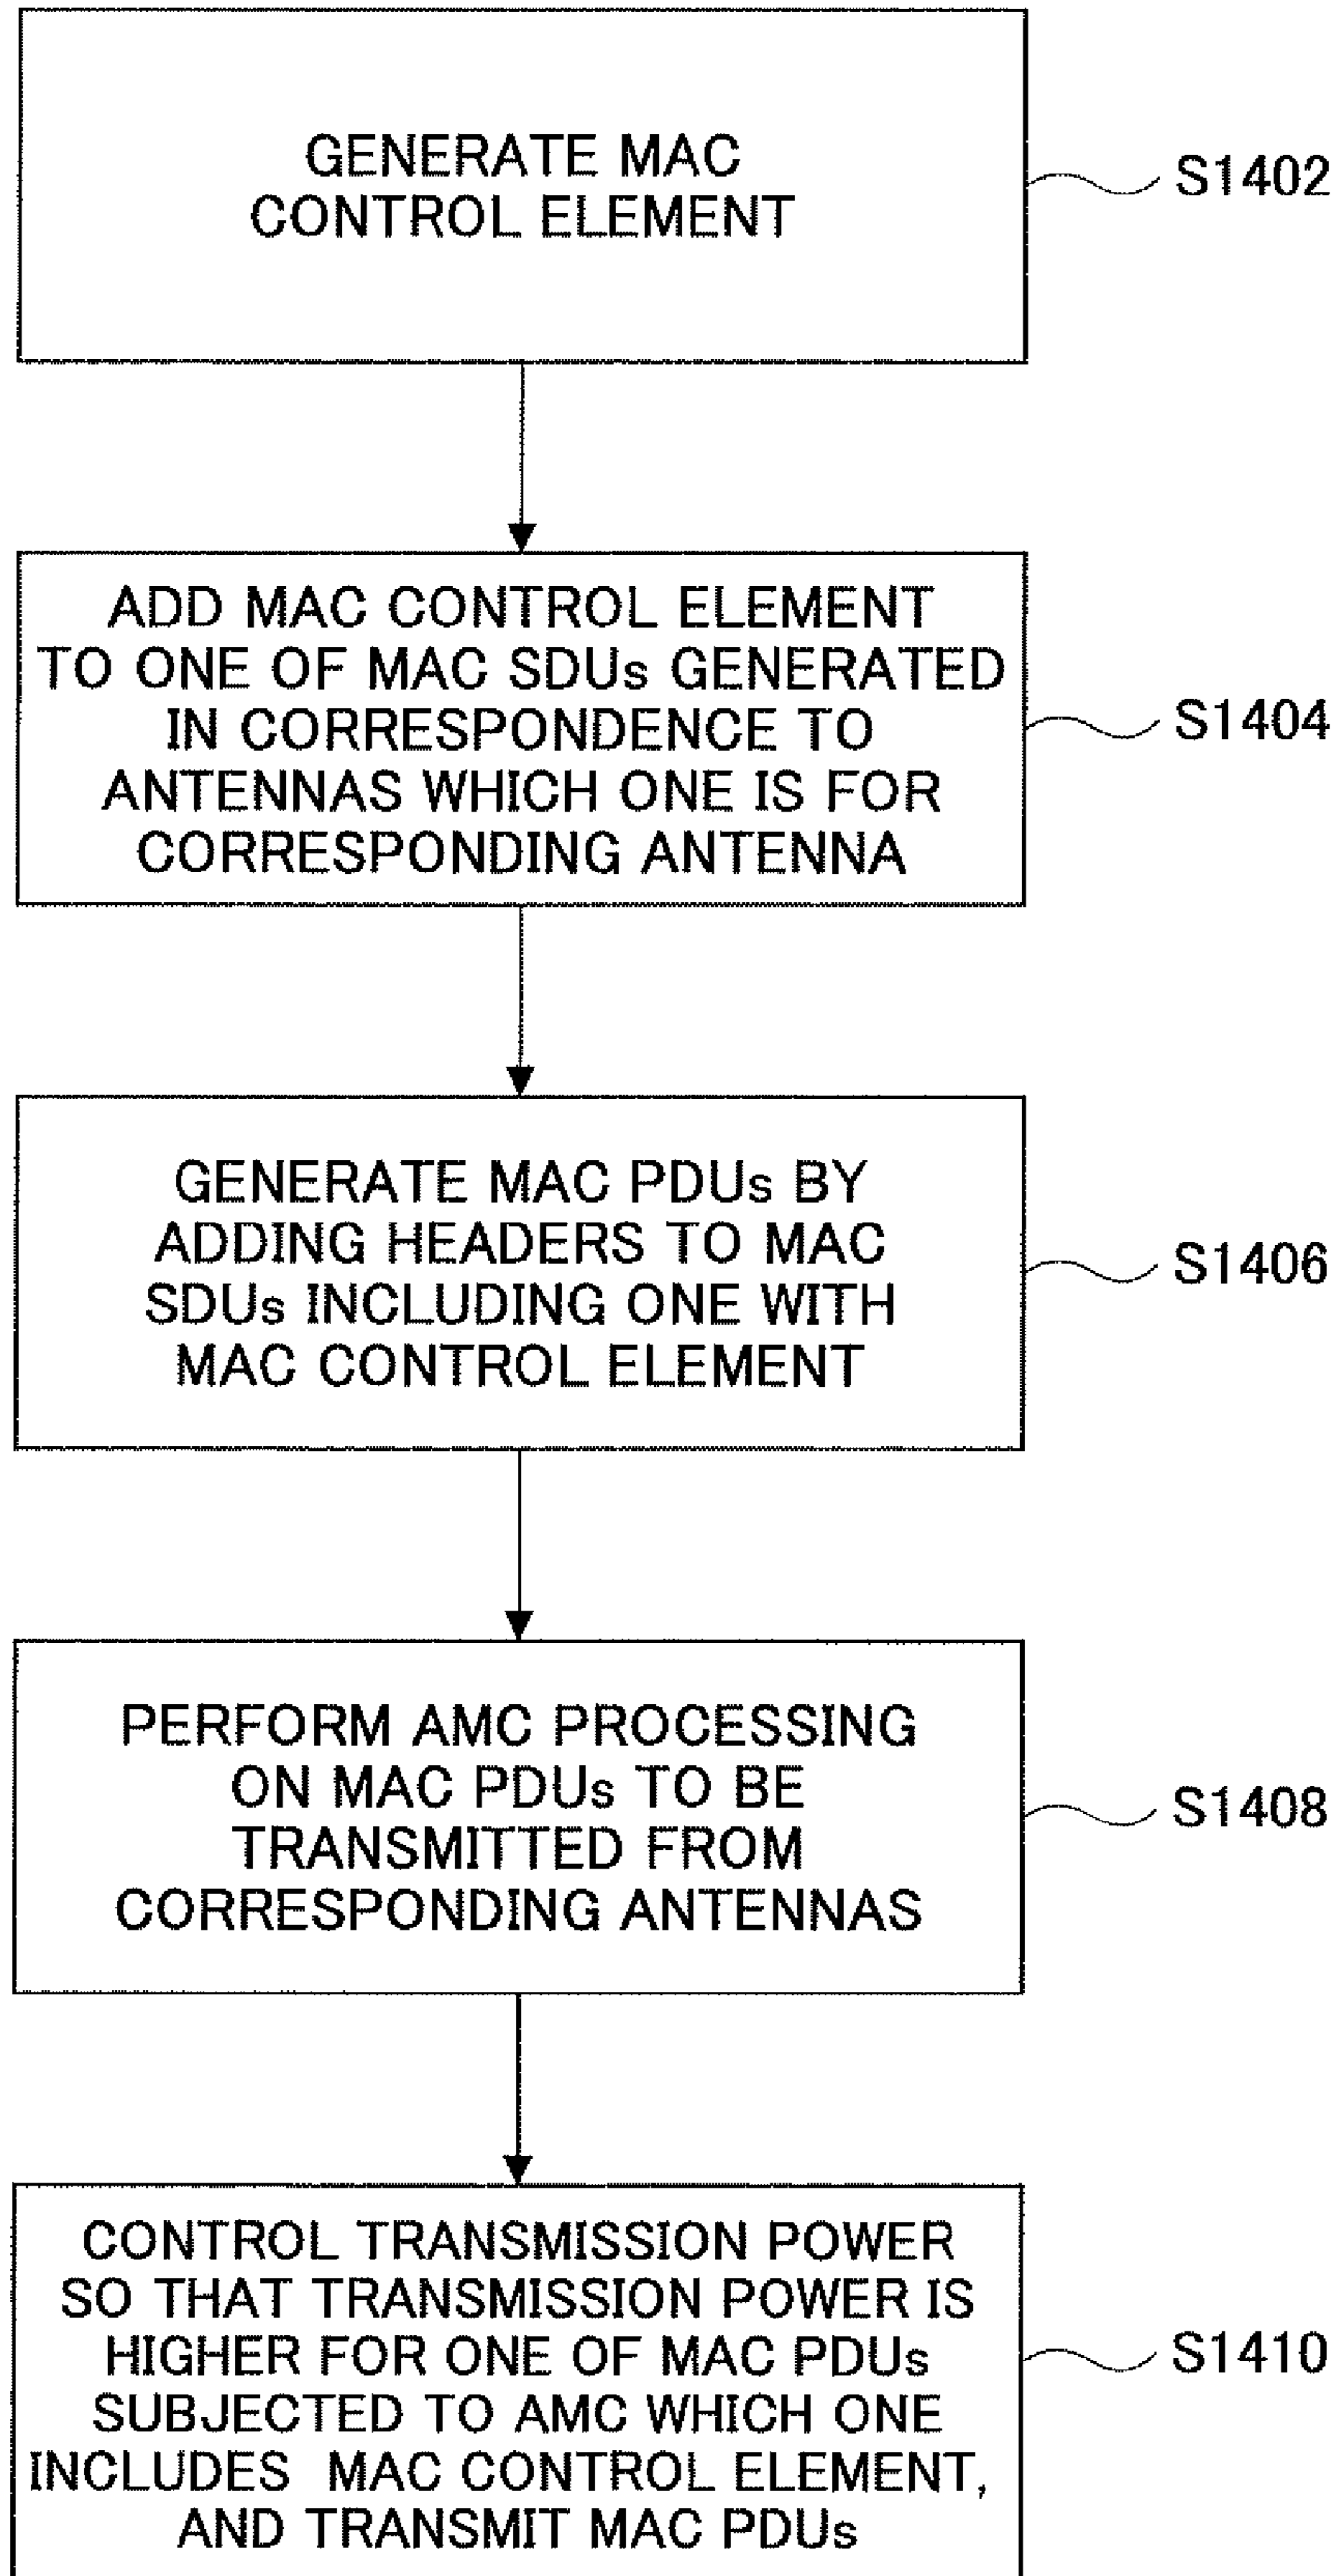 GENERATE MAC
CONTROL ELEMENT
S1402
ADD MAC CONTROL ELEMENT
TO ONE OF MAC SDUs GENERATED
IN CORRESPONDENCE TO
ANTENNAS WHICH ONE IS FOR
CORRESPONDING ANTENNA
S1404
GENERATE MAC PDUs BY
ADDING HEADERS TO MAC
SDUs INCLUDING ONE WITH
MAC CONTROL ELEMENT
S1406
PERFORM AMC PROCESSING
ON MAC PDUs TO BE
TRANSMITTED FROM
CORRESPONDING ANTENNAS
S1408
CONTROL TRANSMISSION POWER
SO THAT TRANSMISSION POWER IS
HIGHER FOR ONE OF MAC PDUs
SUBJECTED TO AMC WHICH ONE
INCLUDES MAC CONTROL ELEMENT,
AND TRANSMIT MAC PDUs
S1410